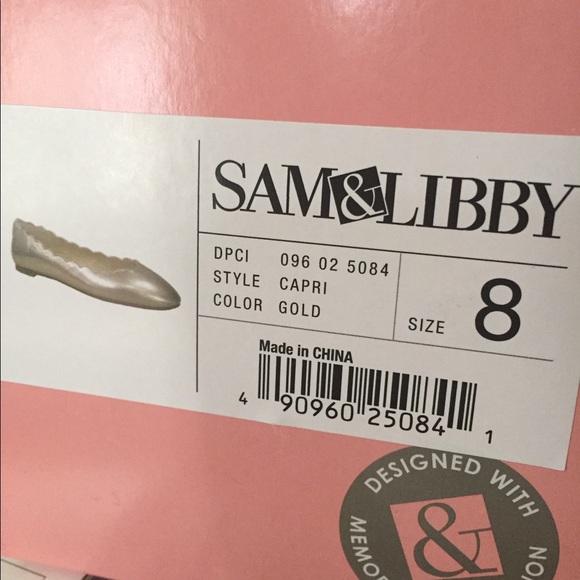 SAM&LIBBY
DPCI 096 02 5084
STYLE CAPRI
COLOR GOLD
SIZE 8
Made in CHINA
4 90960 25084 1
DESIGNED WITH
&